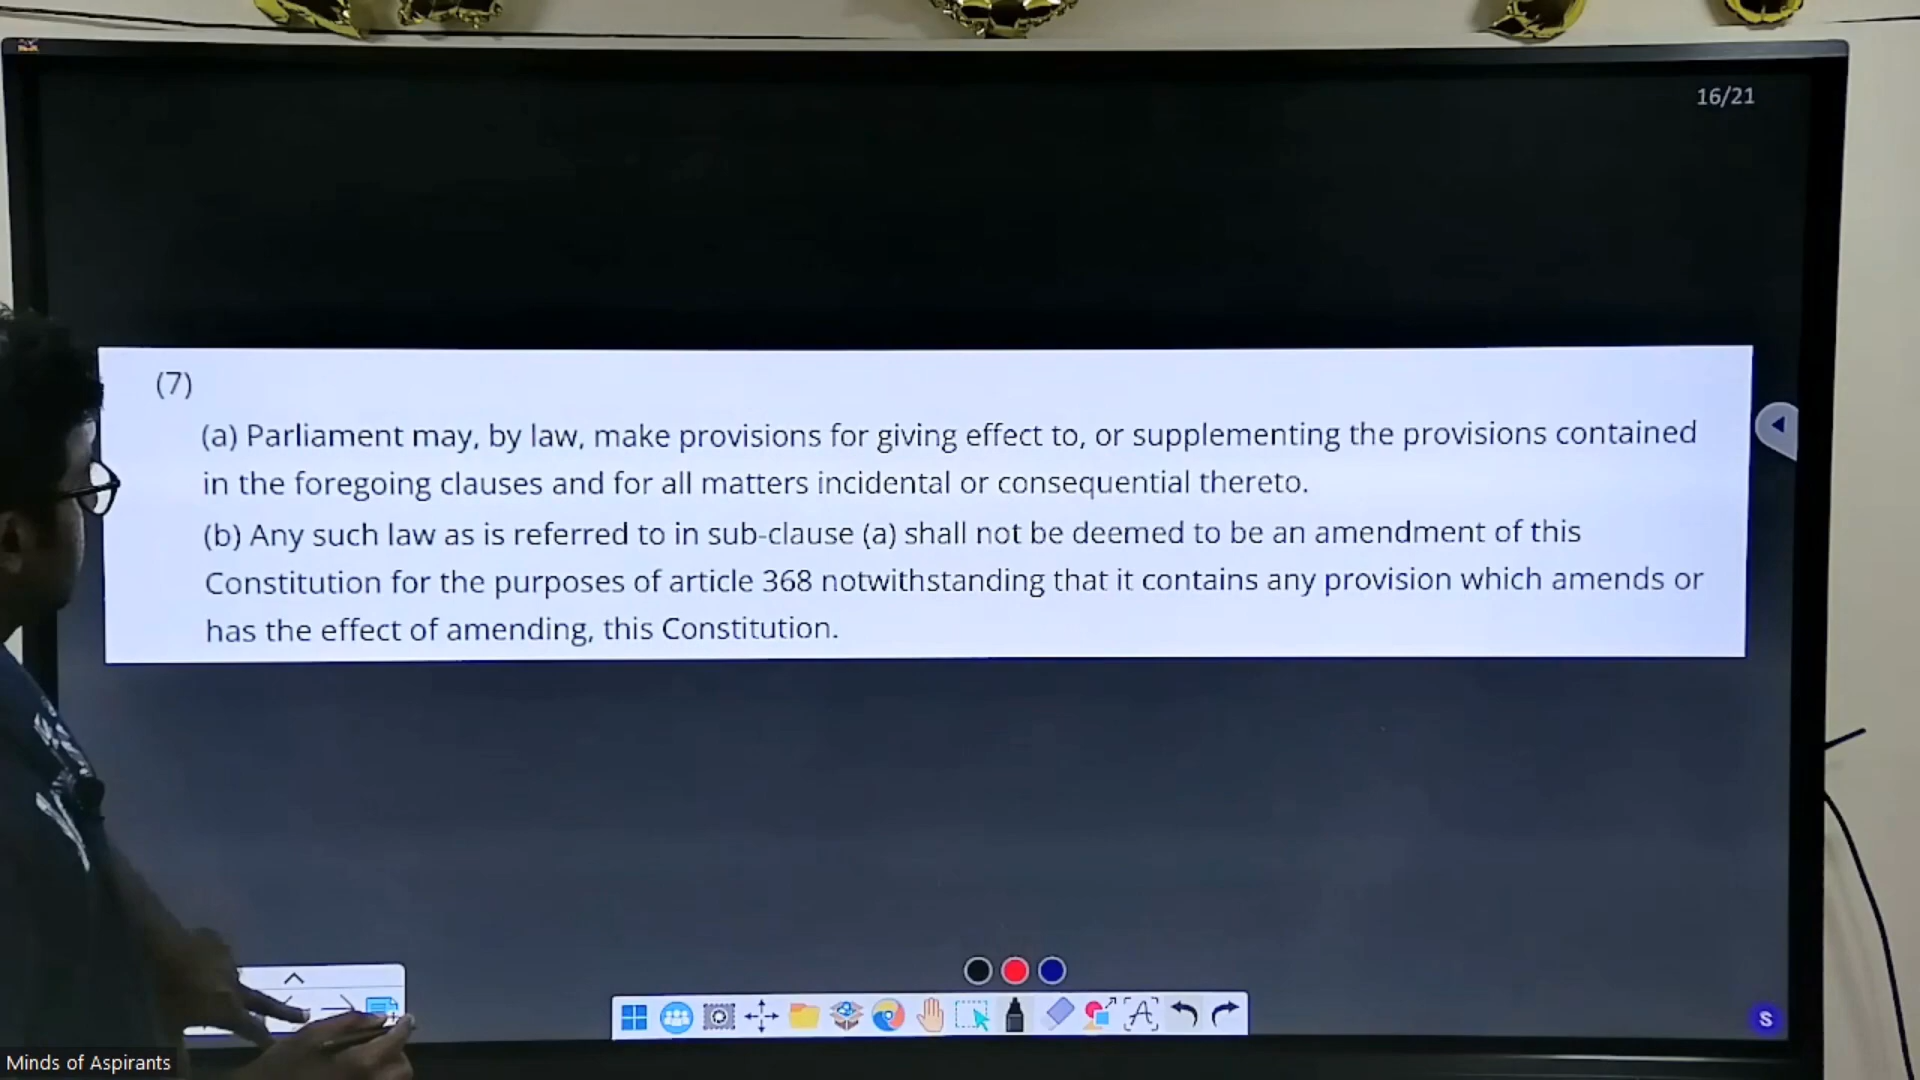 16/21
(7)
(a) Parliament may, by law, make provisions for giving effect to, or supplementing the provisions contained
in the foregoing clauses and for all matters incidental or consequential thereto.
(b) Any such law as is referred to in sub-clause (a) shall not be deemed to be an amendment of this
Constitution for the purposes of article 368 notwithstanding that it contains any provision which amends or
has the effect of amending, this Constitution.
S
Minds of Aspirants